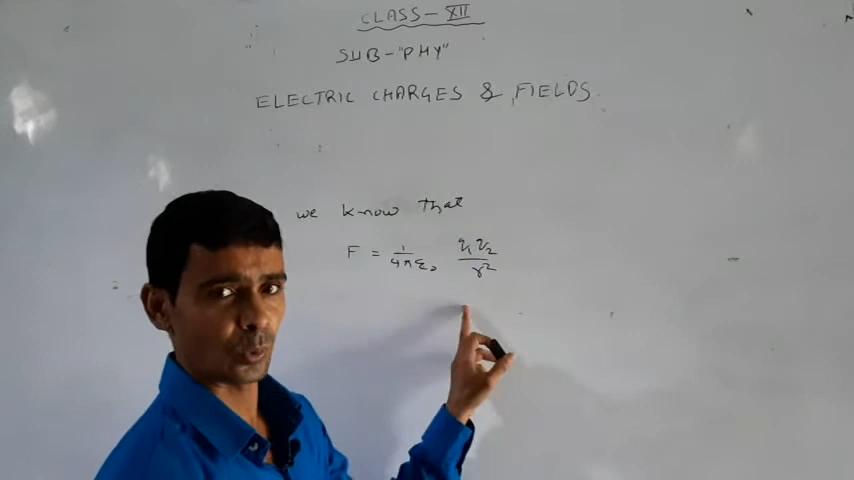 CLASS - XII
SUB - "PHY"
ELECTRIC CHARGES & FIELDS
we know that
F = 1/4πε₀ q₁q₂/r²